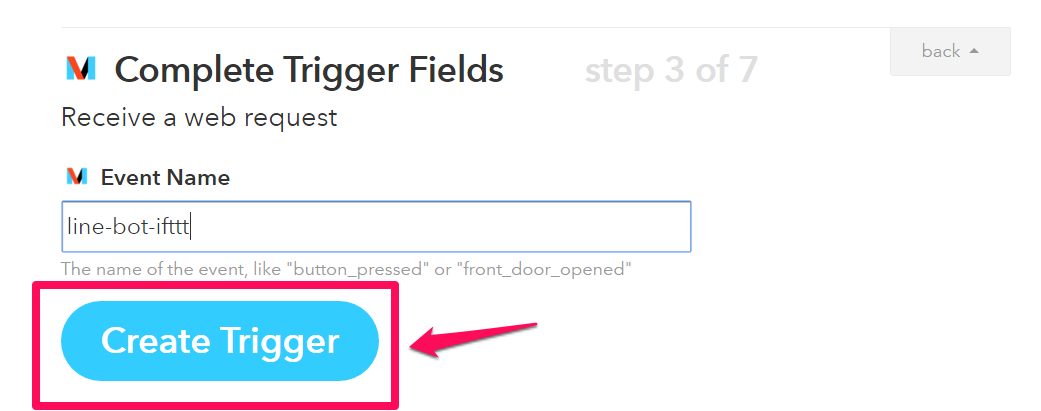 back
Complete Trigger Fields step 3 of 7
Receive a web request
Event Name
line-bot-ifttt
The name of the event, like "button_pressed" or "front_door_opened"
Create Trigger